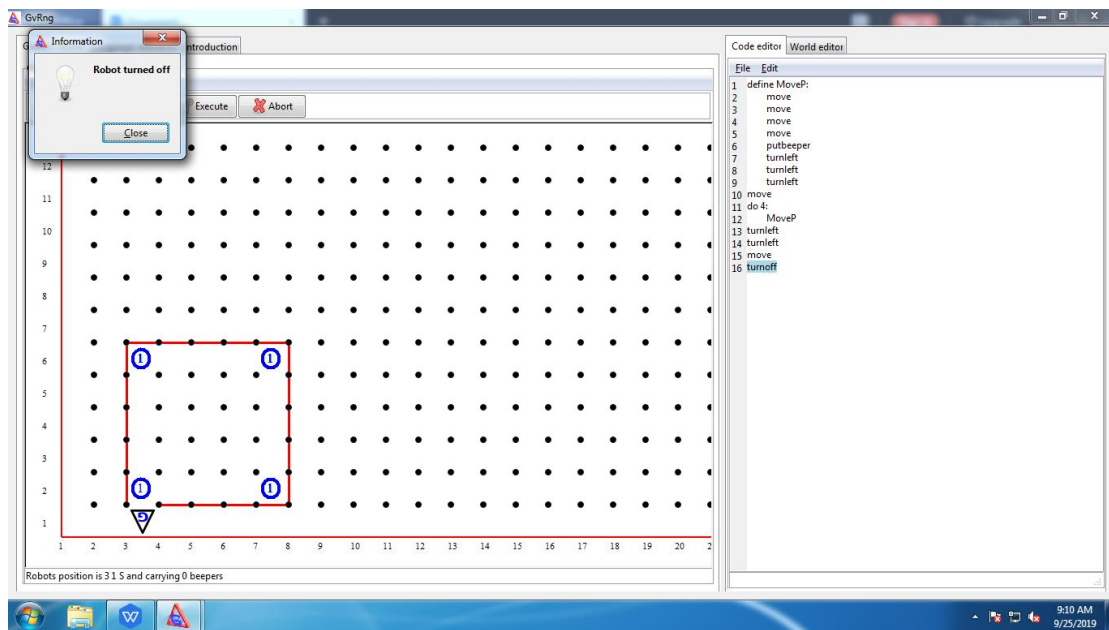 GvRng
Information
Introduction
Robot turned off
Close
Execute
Abort
Code editor
World editor
File Edit
1 define MoveP:
2 move
3 move
4 move
5 move
6 putbeeper
7 turnleft
8 turnleft
9 turnleft
10 move
11 do 4:
12 MoveP
13 turnleft
14 turnleft
15 move
16 turnoff
12
11
10
9
8
7
6
5
4
3
2
1
1 1
1 1
G
1 2 3 4 5 6 7 8 9 10 11 12 13 14 15 16 17 18 19 20 2
Robots position is 3 1 S and carrying 0 beepers
9:10 AM
9/25/2019